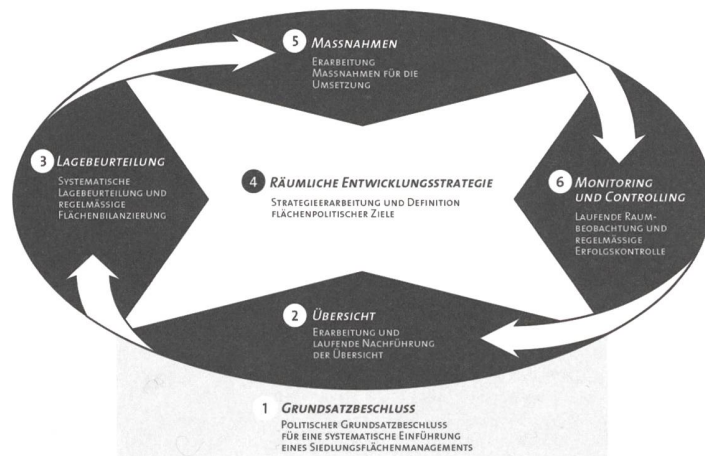 5 MASSNAHMEN
ERARBEITUNG
MASSNAHMEN FÜR DIE
UMSETZUNG
3 LAGEBEURTEILUNG
SYSTEMATISCHE
LAGEBEURTEILUNG UND
REGELMÄSSIGE
FLÄCHENBILANZIERUNG
4 RÄUMLICHE ENTWICKLUNGSSTRATEGIE
STRATEGIEERARBEITUNG UND DEFINITION
FLÄCHENPOLITISCHER ZIELE
6 MONITORING
UND CONTROLLING
LAUFENDE RAUM-
BEOBACHTUNG UND
REGELMÄSSIGE
ERFOLGSKONTROLLE
2 ÜBERSICHT
ERARBEITUNG UND
LAUFENDE NACHFÜHRUNG
DER ÜBERSICHT
1 GRUNDSATZBESCHLUSS
POLITISCHER GRUNDSATZBESCHLUSS
FÜR EINE SYSTEMATISCHE EINFÜHRUNG
EINES SIEDLUNGSFLÄCHENMANAGEMENTS